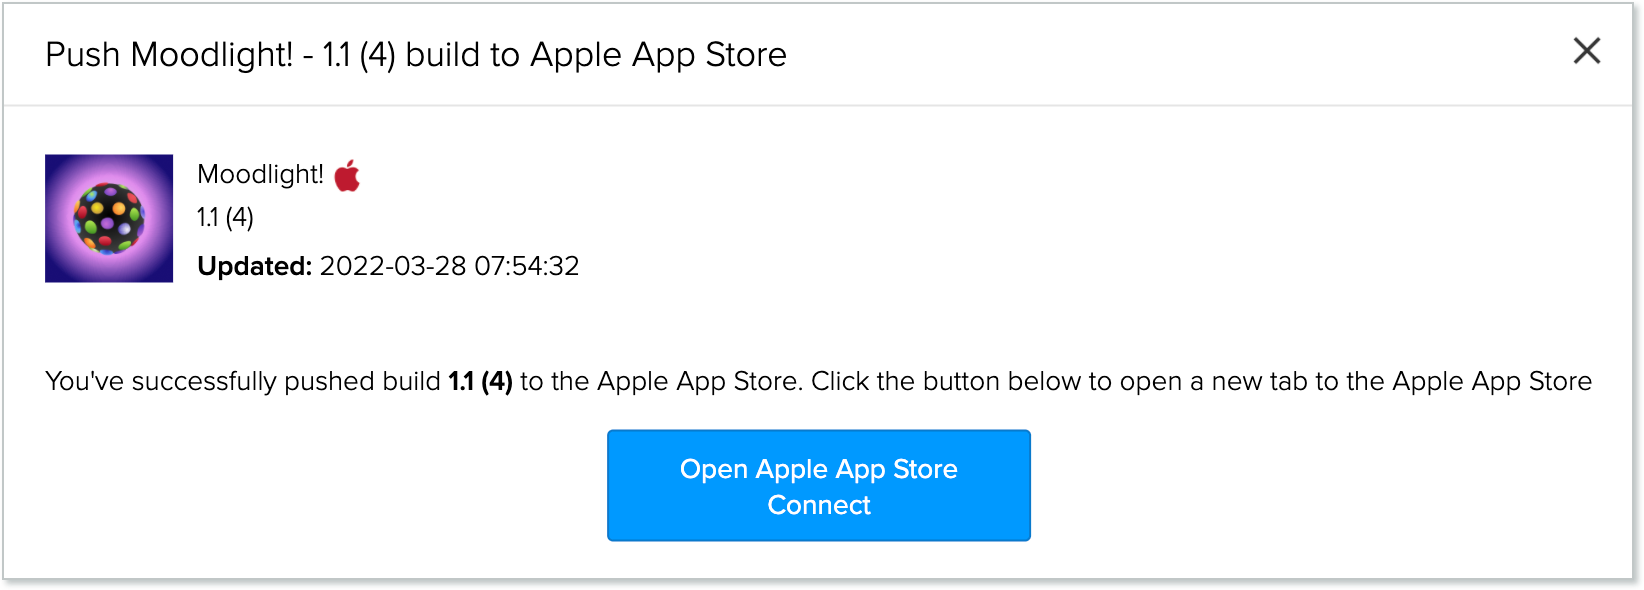 Push Moodlight! - 1.1 (4) build to Apple App Store
Moodlight!
1.1 (4)
Updated: 2022-03-28 07:54:32
You've successfully pushed build 1.1 (4) to the Apple App Store. Click the button below to open a new tab to the Apple App Store
Open Apple App Store
Connect